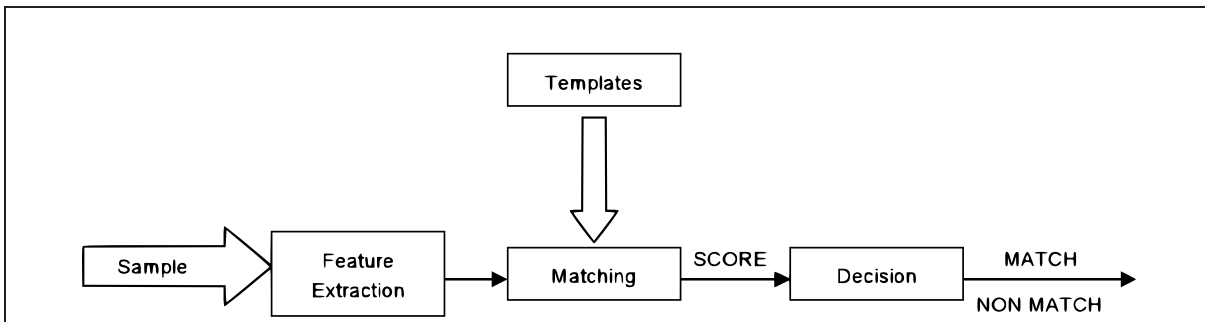 Templates
Sample
Feature
Extraction
Matching
SCORE
Decision
MATCH
NON MATCH